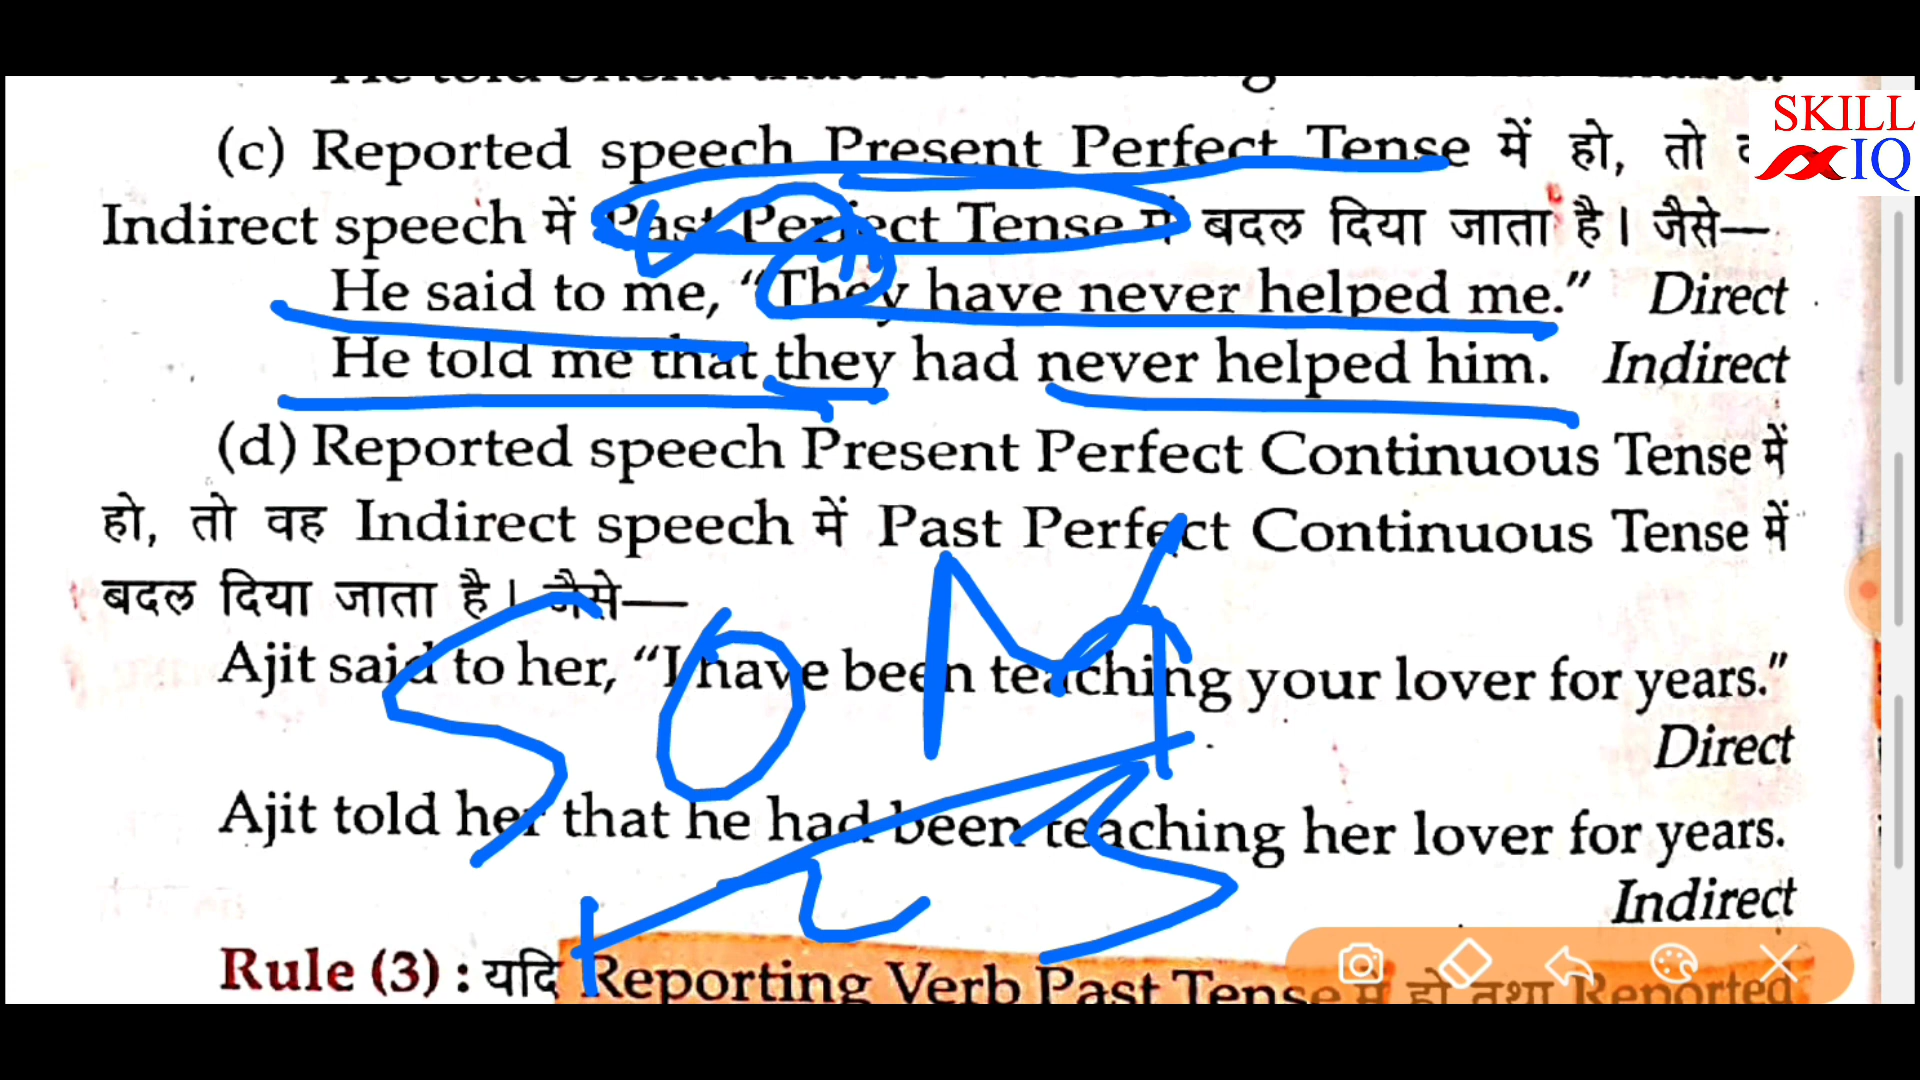 (c) Reported speech Present Perfect Tense में हो, तो
SKILL
IQ
Indirect speech में Past Perfect Tense में बदल दिया जाता है। जैसे—
He said to me, “They have never helped me.” Direct
He told me that they had never helped him. Indirect
(d) Reported speech Present Perfect Continuous Tense में
हो, तो वह Indirect speech में Past Perfect Continuous Tense में
बदल दिया जाता है। जैसे—
SOM
Ajit said to her, “I have been teaching your lover for years.”
Direct
Ajit told her that he had been teaching her lover for years.
Indirect
Rule (3) : यदि Reporting Verb Past Tense में हो तथा Reported